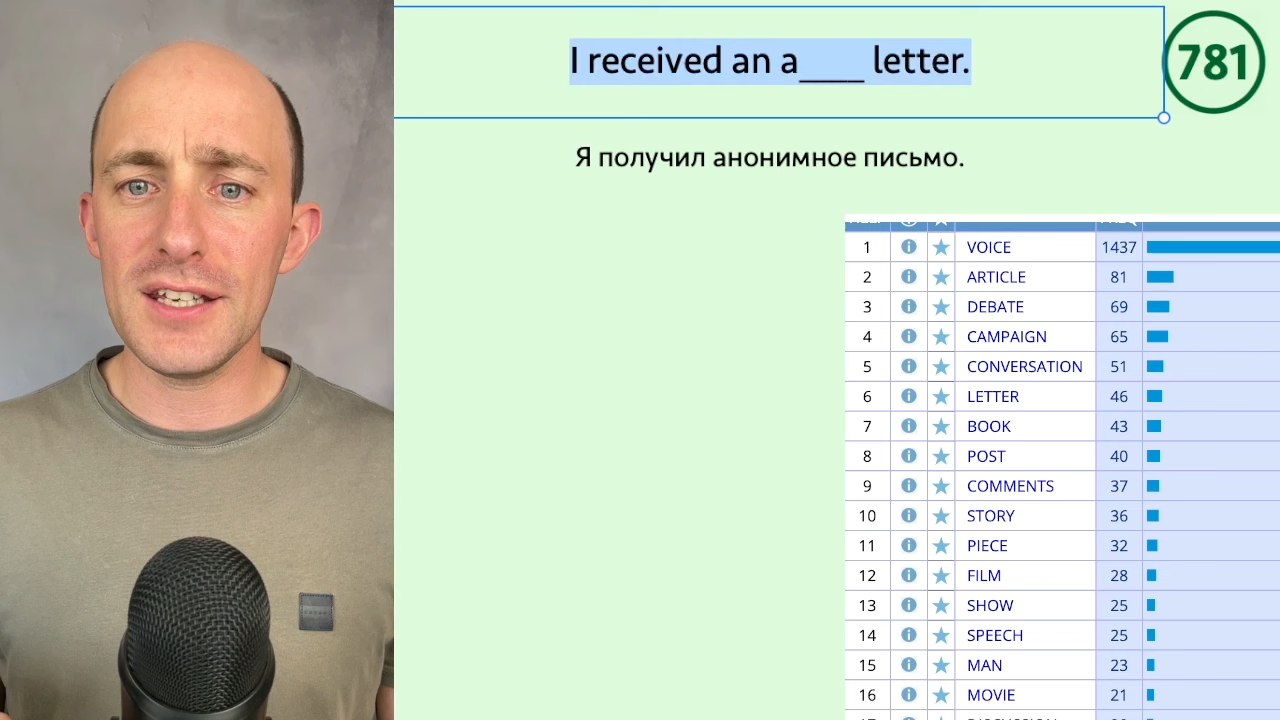 I received an a____ letter.
781
Я получил анонимное письмо.
1 VOICE 1437
2 ARTICLE 81
3 DEBATE 69
4 CAMPAIGN 65
5 CONVERSATION 51
6 LETTER 46
7 BOOK 43
8 POST 40
9 COMMENTS 37
10 STORY 36
11 PIECE 32
12 FILM 28
13 SHOW 25
14 SPEECH 25
15 MAN 23
16 MOVIE 21